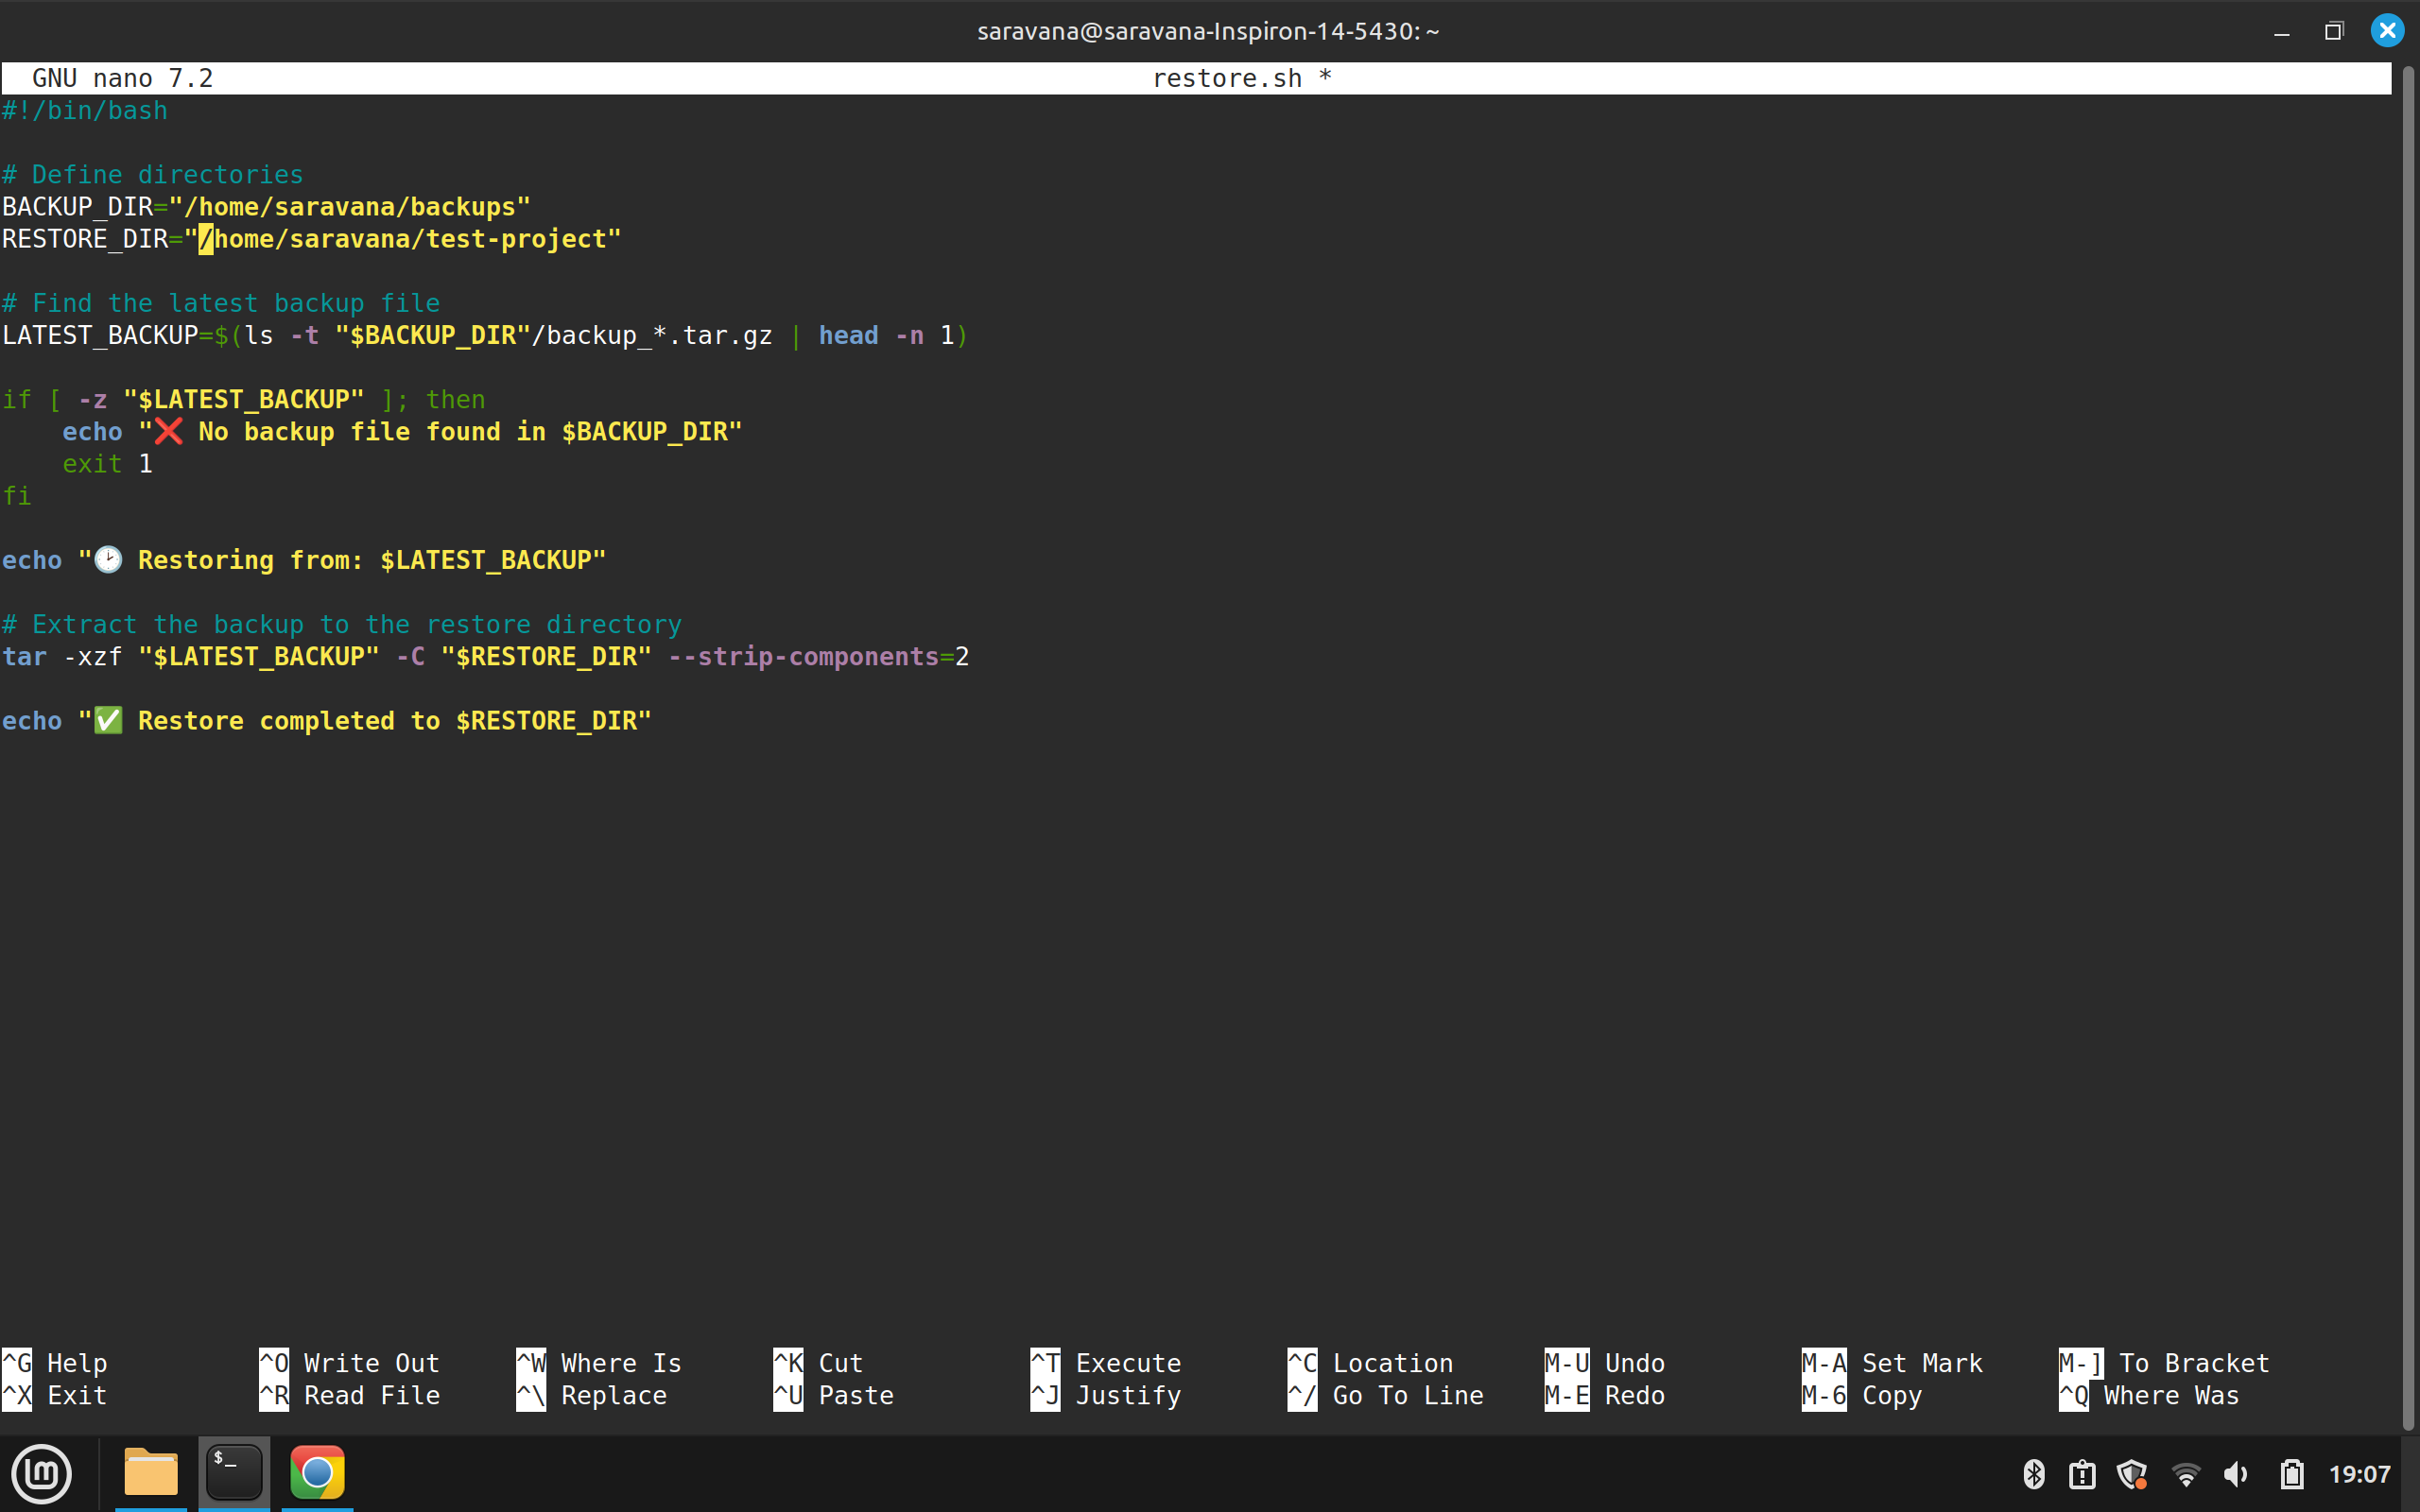 saravana@saravana-Inspiron-14-5430: ~
GNU nano 7.2 restore.sh *
#!/bin/bash
# Define directories
BACKUP_DIR="/home/saravana/backups"
RESTORE_DIR="/home/saravana/test-project"
# Find the latest backup file
LATEST_BACKUP=$(ls -t "$BACKUP_DIR"/backup_*.tar.gz | head -n 1)
if [ -z "$LATEST_BACKUP" ]; then
    echo "❌ No backup file found in $BACKUP_DIR"
    exit 1
fi
echo "🕑 Restoring from: $LATEST_BACKUP"
# Extract the backup to the restore directory
tar -xzf "$LATEST_BACKUP" -C "$RESTORE_DIR" --strip-components=2
echo "✅ Restore completed to $RESTORE_DIR"
^G Help ^O Write Out ^W Where Is ^K Cut ^T Execute ^C Location M-U Undo M-A Set Mark M-] To Bracket
^X Exit ^R Read File ^\ Replace ^U Paste ^J Justify ^/ Go To Line M-E Redo M-6 Copy ^Q Where Was
$_
19:07